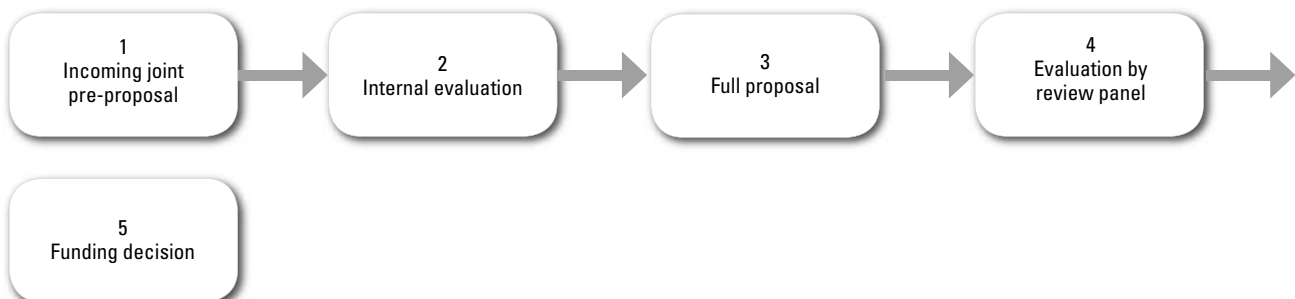 1
Incoming joint
pre-proposal
2
Internal evaluation
3
Full proposal
4
Evaluation by
review panel
5
Funding decision